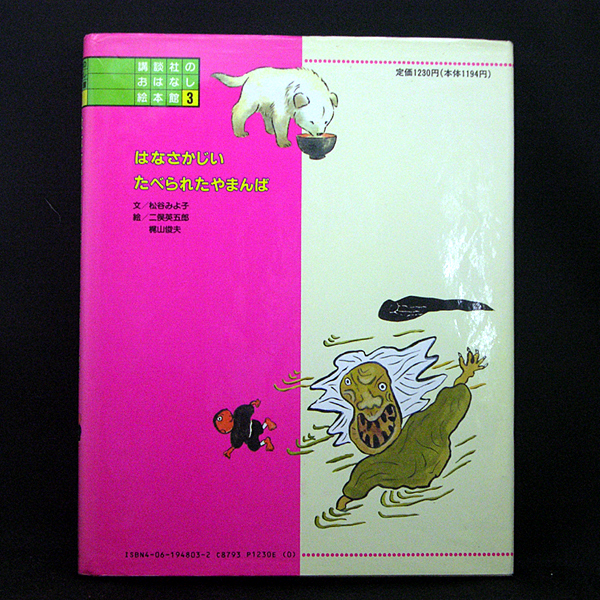 講談社の
おはなし
絵本館 3
定価1230円(本体1194円)
はなさかじい
たべられたやまんば
文/松谷みよ子
絵/二俣英五郎
梶山俊夫
ISBN4-06-194803-2 C8793 P1230E (0)